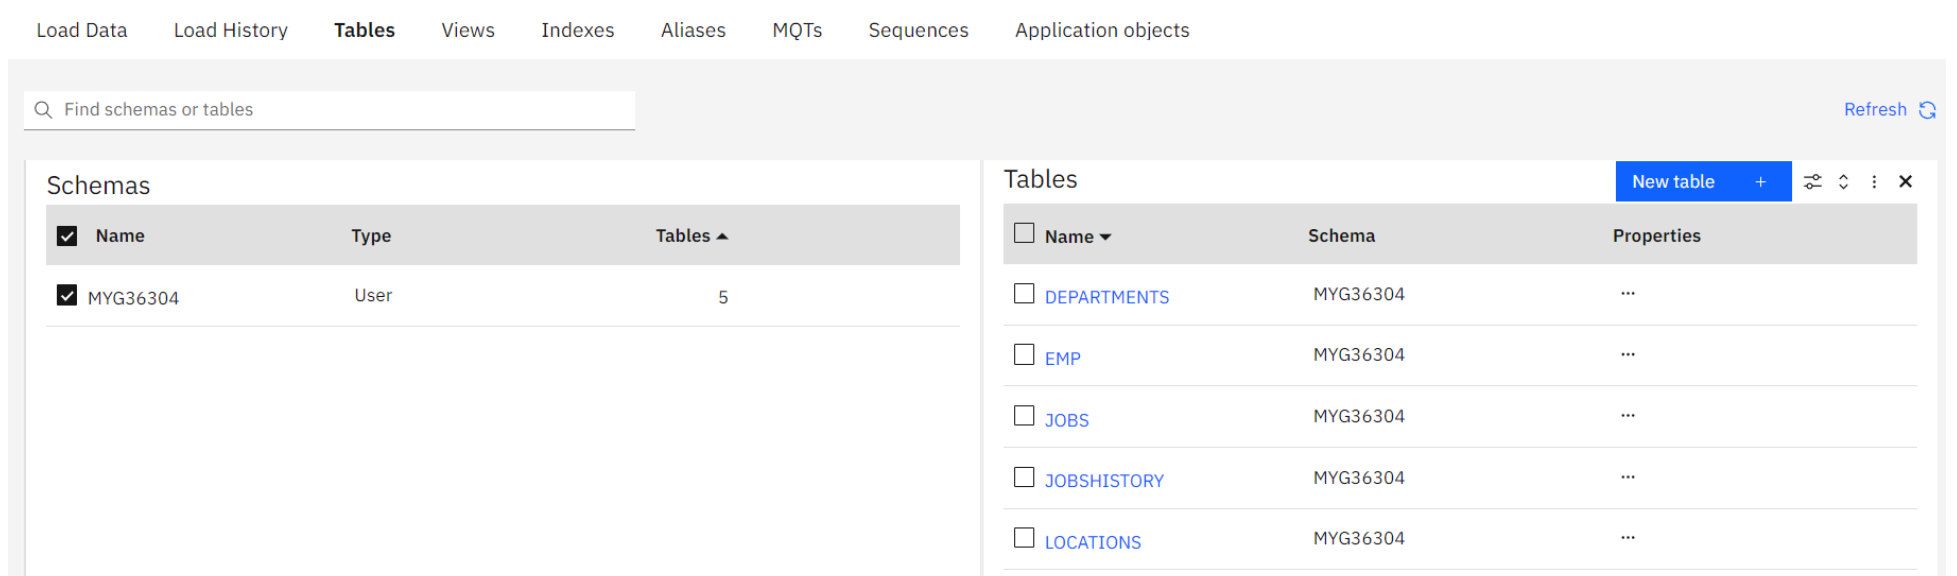 Load Data Load History Tables Views Indexes Aliases MQTs Sequences Application objects
Find schemas or tables
Refresh
Schemas
Name Type Tables
MYG36304 User 5
Tables
New table +
Name Schema Properties
DEPARTMENTS MYG36304 ...
EMP MYG36304 ...
JOBS MYG36304 ...
JOBSHISTORY MYG36304 ...
LOCATIONS MYG36304 ...